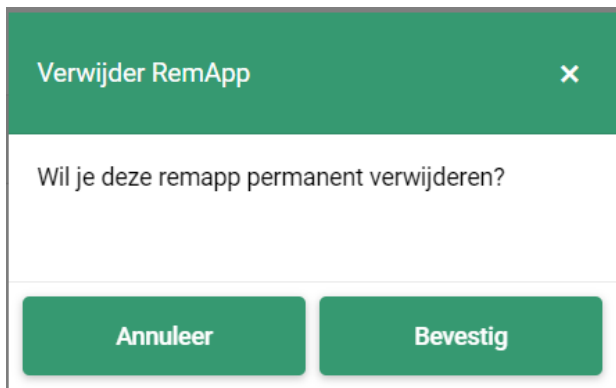 Verwijder RemApp
Wil je deze remapp permanent verwijderen?
Annuleer
Bevestig